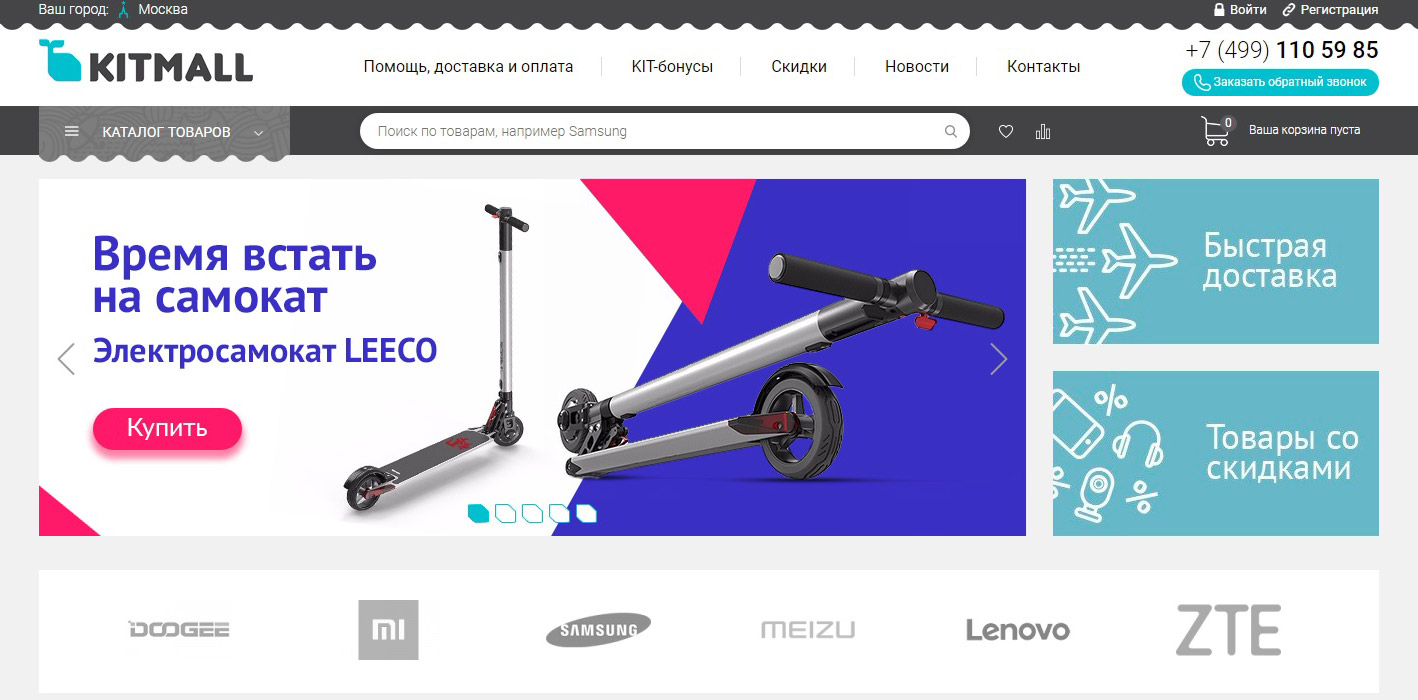 Ваш город: Москва
Войти
Регистрация
KITMALL
Помощь, доставка и оплата
KIT-бонусы
Скидки
Новости
Контакты
+7 (499) 110 59 85
Заказать обратный звонок
КАТАЛОГ ТОВАРОВ
Поиск по товарам, например Samsung
0
Ваша корзина пуста
Время встать
на самокат
Электросамокат LEECO
Купить
Быстрая
доставка
Товары со
скидками
DOOGEE
MI
SAMSUNG
MEIZU
Lenovo
ZTE